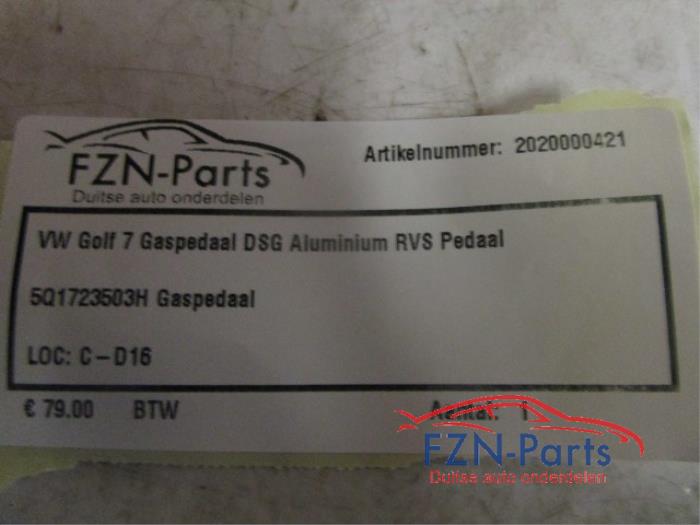 FZN-Parts
Duitse auto onderdelen
Artikelnummer: 2020000421
VW Golf 7 Gaspedaal DSG Aluminium RVS Pedaal
5Q1723503H Gaspedaal
LOC: C-D16
€ 79.00 BTW Aantal: 1
FZN-Parts
Duitse auto onderdelen